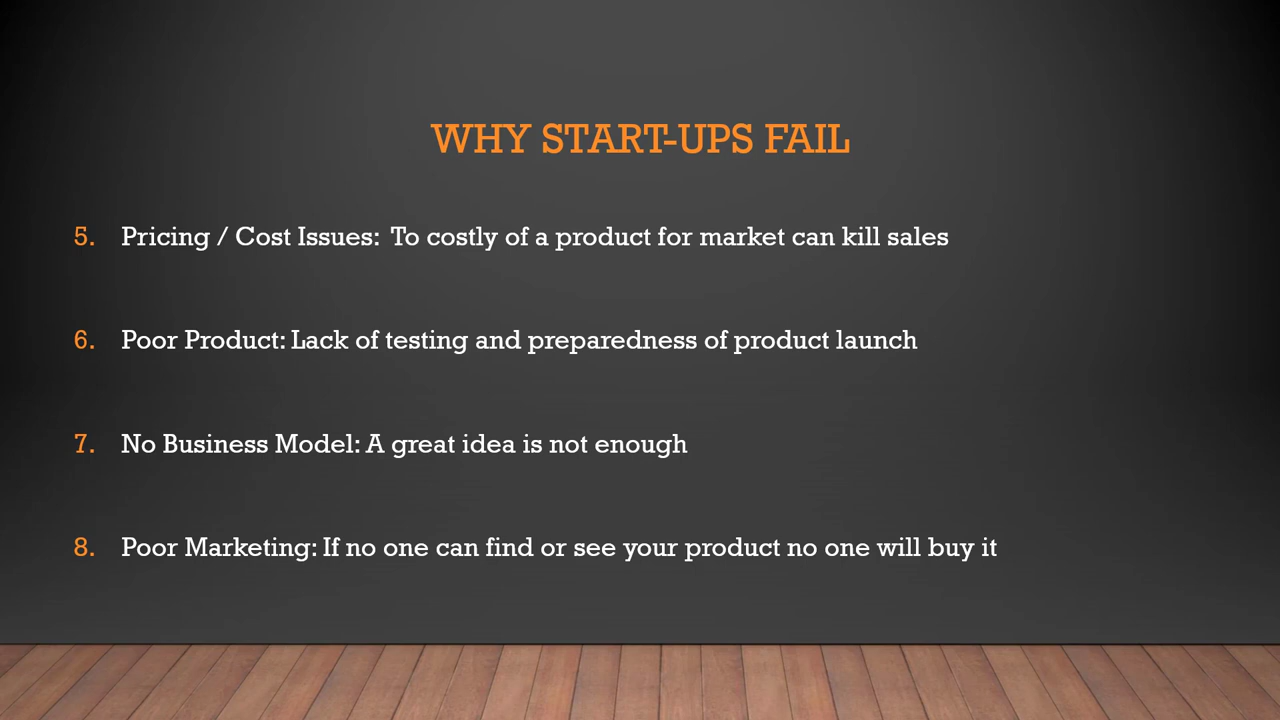 WHY START-UPS FAIL
5. Pricing / Cost Issues:  To costly of a product for market can kill sales
6. Poor Product: Lack of testing and preparedness of product launch
7. No Business Model: A great idea is not enough
8. Poor Marketing: If no one can find or see your product no one will buy it